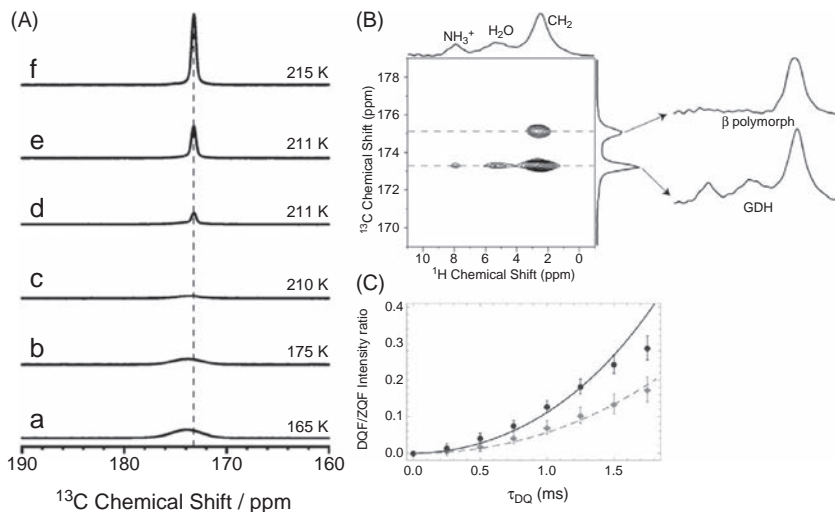 (A)
f
215 K
e
211 K
d
211 K
c
210 K
b
175 K
a
165 K
190 180 170 160
¹³C Chemical Shift / ppm
(B)
NH₃⁺ H₂O CH₂
178
176
174
172
170
¹³C Chemical Shift (ppm)
10 8 6 4 2 0
¹H Chemical Shift (ppm)
β polymorph
GDH
(C)
0.4
0.3
0.2
0.1
0.0
DQF/ZQF Intensity ratio
0.0 0.5 1.0 1.5
τDQ (ms)